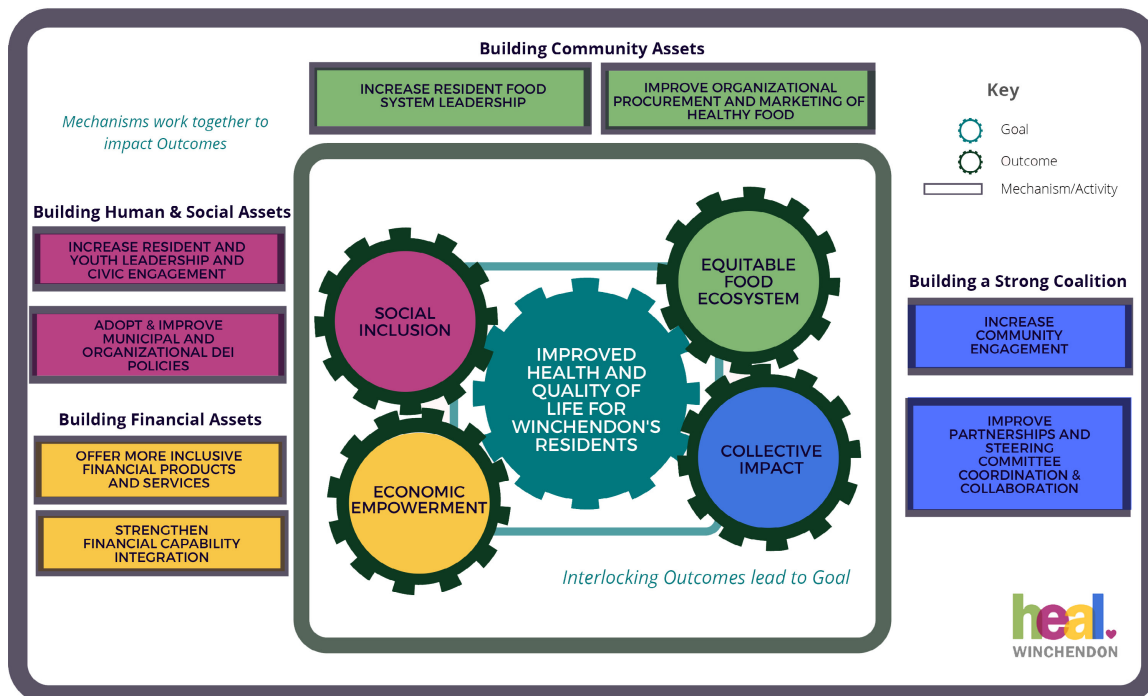 Building Community Assets
INCREASE RESIDENT FOOD
SYSTEM LEADERSHIP
IMPROVE ORGANIZATIONAL
PROCUREMENT AND MARKETING OF
HEALTHY FOOD
Key
Goal
Outcome
Mechanism/Activity
Mechanisms work together to
impact Outcomes
Building Human & Social Assets
INCREASE RESIDENT AND
YOUTH LEADERSHIP AND
CIVIC ENGAGEMENT
ADOPT & IMPROVE
MUNICIPAL AND
ORGANIZATIONAL DEI
POLICIES
Building Financial Assets
OFFER MORE INCLUSIVE
FINANCIAL PRODUCTS
AND SERVICES
STRENGTHEN
FINANCIAL CAPABILITY
INTEGRATION
SOCIAL
INCLUSION
EQUITABLE
FOOD
ECOSYSTEM
IMPROVED
HEALTH AND
QUALITY OF
LIFE FOR
WINCHENDON'S
RESIDENTS
ECONOMIC
EMPOWERMENT
COLLECTIVE
IMPACT
Interlocking Outcomes lead to Goal
Building a Strong Coalition
INCREASE
COMMUNITY
ENGAGEMENT
IMPROVE
PARTNERSHIPS AND
STEERING
COMMITTEE
COORDINATION &
COLLABORATION
heal.
WINCHENDON